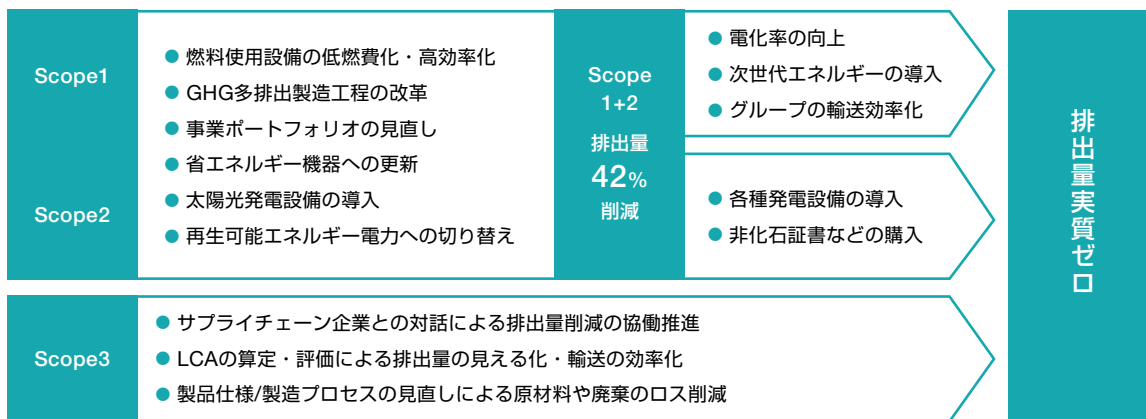 Scope1
Scope2
● 燃料使用設備の低燃費化・高効率化
● GHG多排出製造工程の改革
● 事業ポートフォリオの見直し
● 省エネルギー機器への更新
● 太陽光発電設備の導入
● 再生可能エネルギー電力への切り替え
Scope
1+2
排出量
42%
削減
● 電化率の向上
● 次世代エネルギーの導入
● グループの輸送効率化
● 各種発電設備の導入
● 非化石証書などの購入
Scope3
● サプライチェーン企業との対話による排出量削減の協働推進
● LCAの算定・評価による排出量の見える化・輸送の効率化
● 製品仕様/製造プロセスの見直しによる原材料や廃棄のロス削減
排出量実質ゼロ